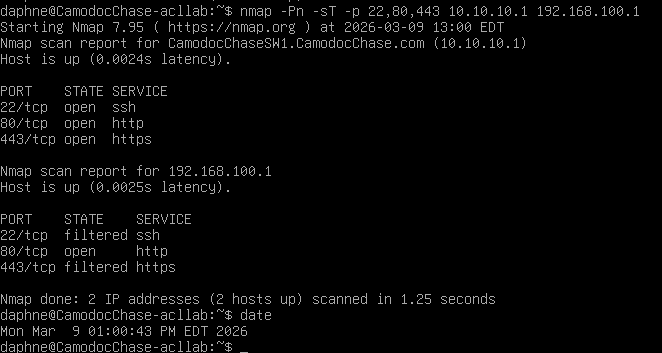 daphne@CamodocChase-acllab:~$ nmap -Pn -sT -p 22,80,443 10.10.10.1 192.168.100.1
Starting Nmap 7.95 ( https://nmap.org ) at 2026-03-09 13:00 EDT
Nmap scan report for CamodocChaseSW1.CamodocChase.com (10.10.10.1)
Host is up (0.0024s latency).
PORT    STATE SERVICE
22/tcp  open  ssh
80/tcp  open  http
443/tcp open  https
Nmap scan report for 192.168.100.1
Host is up (0.0025s latency).
PORT    STATE    SERVICE
22/tcp  filtered ssh
80/tcp  open     http
443/tcp filtered https
Nmap done: 2 IP addresses (2 hosts up) scanned in 1.25 seconds
daphne@CamodocChase-acllab:~$ date
Mon Mar  9 01:00:43 PM EDT 2026
daphne@CamodocChase-acllab:~$ _